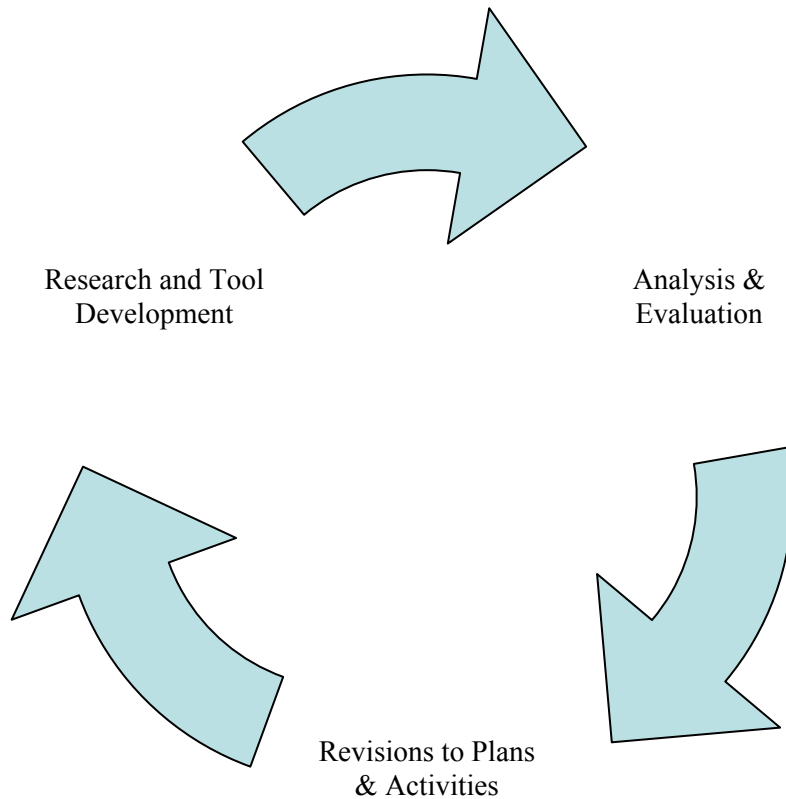 Research and Tool
Development
Analysis &
Evaluation
Revisions to Plans
& Activities